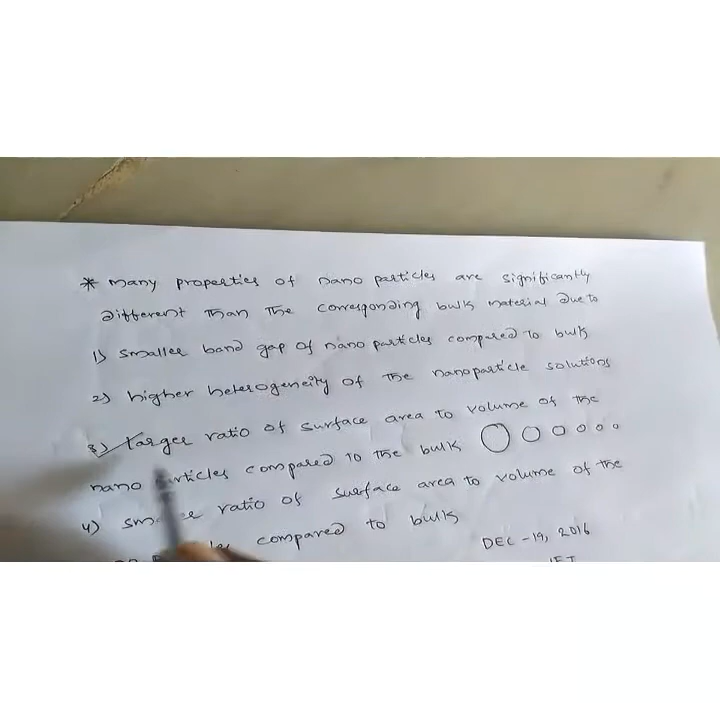 * Many properties of nano particles are significantly
different than the corresponding bulk material due to
1) smaller band gap of nano particles compared to bulk
2) higher heterogeneity of the nanoparticle solutions
3) larger ratio of surface area to volume of the
nano particles compared to the bulk
4) smaller ratio of surface area to volume of the
compared to bulk
DEC - 19, 2016